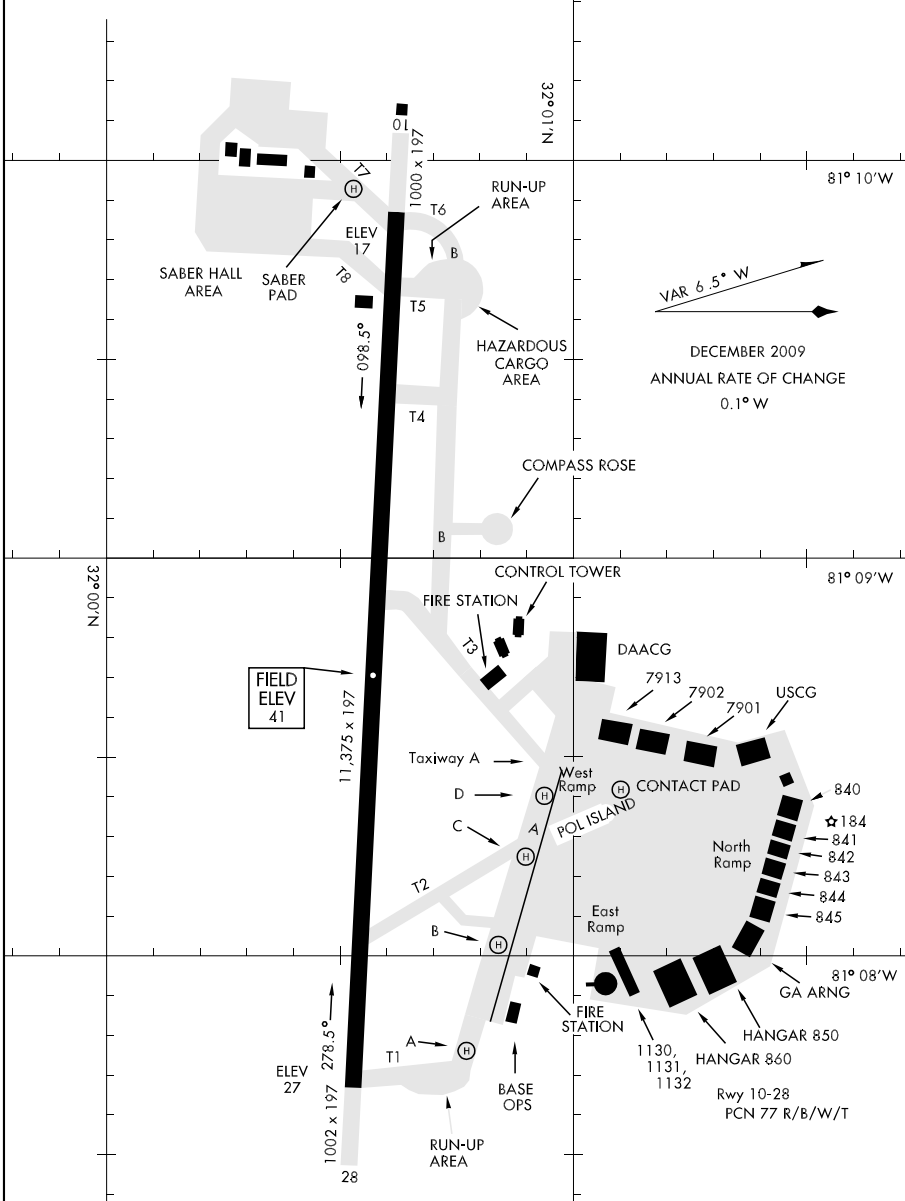 32° 01'N
01
1000 x 197
81° 10'W
T7
RUN-UP
AREA
T6
ELEV
17
B
SABER HALL
AREA
SABER
PAD
T8
VAR 6.5° W
T5
098.5°
HAZARDOUS
CARGO
AREA
DECEMBER 2009
ANNUAL RATE OF CHANGE
0.1° W
T4
COMPASS ROSE
B
32° 00'N
CONTROL TOWER
81° 09'W
FIRE STATION
T3
DAACG
FIELD
ELEV
41
7913
7902
7901
USCG
11,375 x 197
Taxiway A
West
Ramp
H
CONTACT PAD
D
H
840
POL ISLAND
A
184
C
H
841
North
Ramp
842
843
844
T2
845
East
Ramp
B
H
81° 08'W
GA ARNG
278.5°
FIRE
STATION
HANGAR 850
A
H
T1
1130,
1131,
1132
HANGAR 860
ELEV
27
BASE
OPS
Rwy 10-28
PCN 77 R/B/W/T
1002 x 197
RUN-UP
AREA
28
H